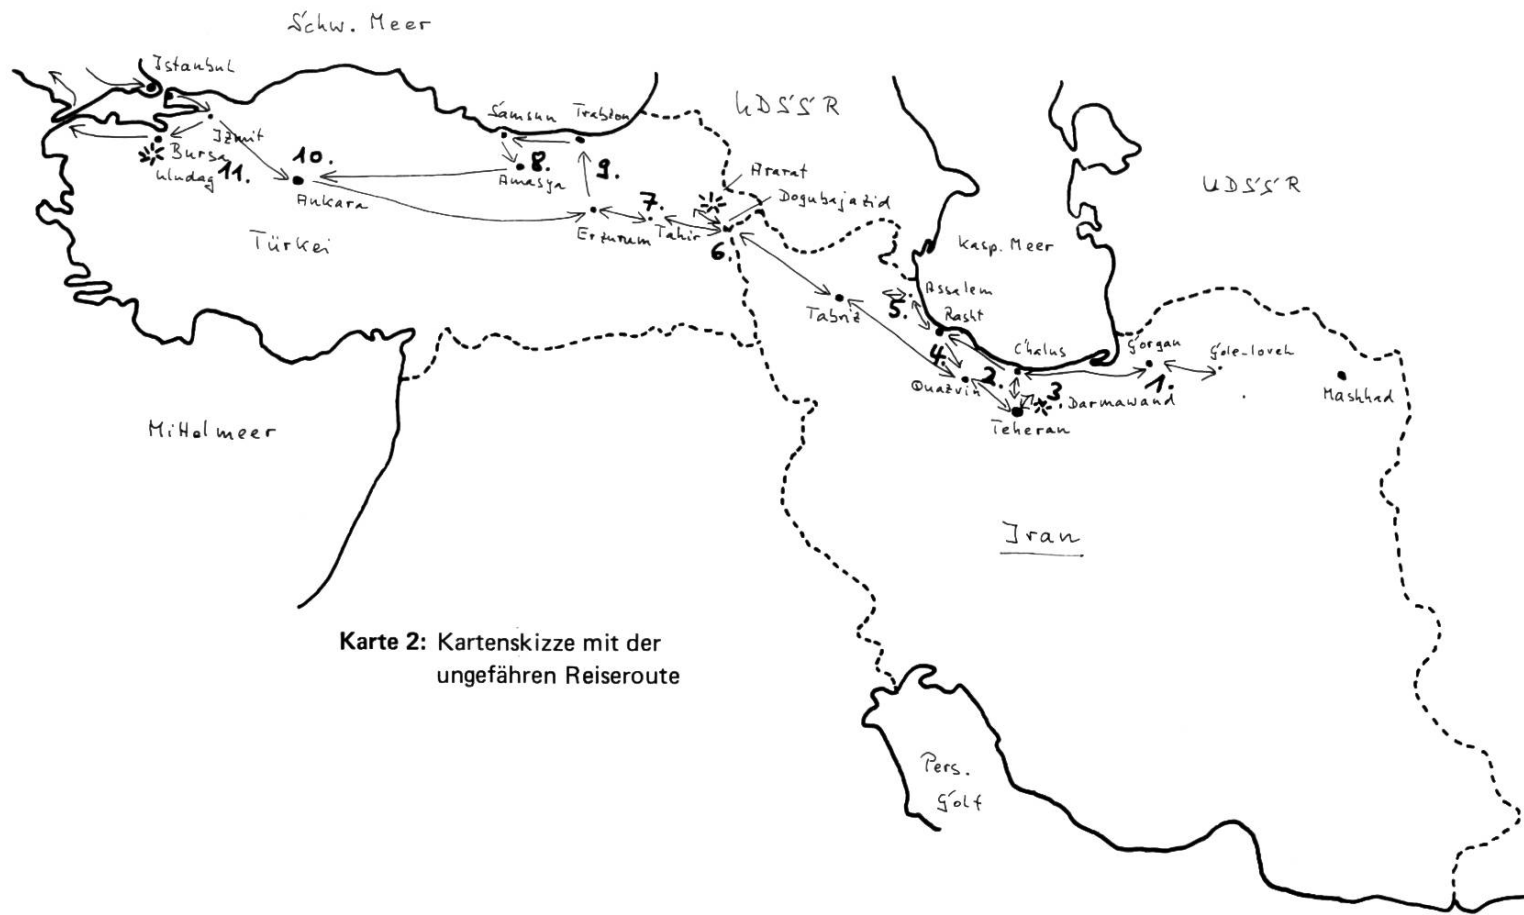 Schw. Meer
Istanbul
UDSSR
Samsun
Trabzon
Izmit
Bursa
Uludag
11.
10.
Ankara
8.
Amasya
9.
7.
Ararat
Dogubajazid
UDSSR
Türkei
Erzurum
Tahir
6.
Kasp. Meer
Tabriz
5.
Assalem
Rasht
4.
Quazvin
2.
Chalus
3.
Darmawand
Teheran
Gorgan
1.
Gole-loveh
Mashhad
Mittelmeer
Iran
Karte 2: Kartenskizze mit der
ungefähren Reiseroute
Pers.
Golf